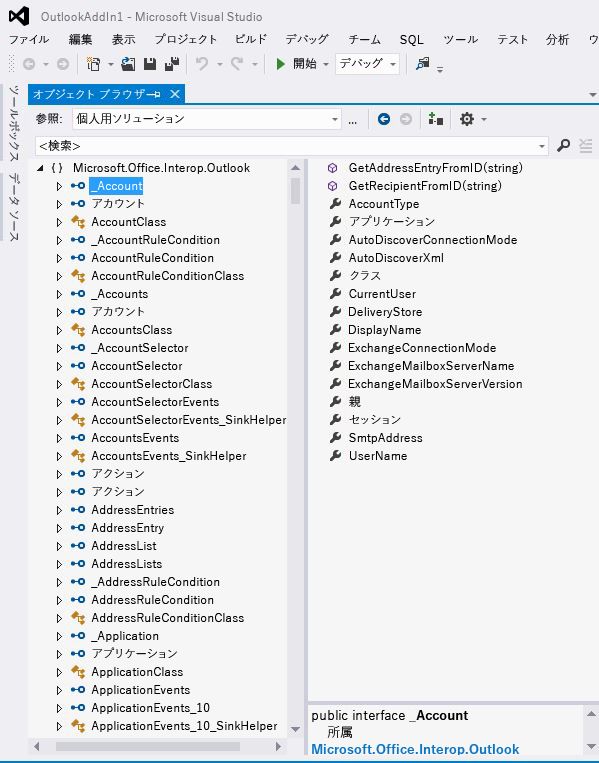 OutlookAddIn1 - Microsoft Visual Studio
ファイル 編集 表示 プロジェクト ビルド デバッグ チーム SQL ツール テスト 分析 ウ
開始 デバッグ
ツールボックス
データ ソース
オブジェクト ブラウザー
参照: 個人用ソリューション ...
<検索>
{ } Microsoft.Office.Interop.Outlook
_Account
アカウント
AccountClass
_AccountRuleCondition
AccountRuleCondition
AccountRuleConditionClass
_Accounts
アカウント
AccountsClass
_AccountSelector
AccountSelector
AccountSelectorClass
AccountSelectorEvents
AccountSelectorEvents_SinkHelper
AccountsEvents
AccountsEvents_SinkHelper
アクション
アクション
AddressEntries
AddressEntry
AddressList
AddressLists
_AddressRuleCondition
AddressRuleCondition
AddressRuleConditionClass
_Application
アプリケーション
ApplicationClass
ApplicationEvents
ApplicationEvents_10
ApplicationEvents_10_SinkHelper
GetAddressEntryFromID(string)
GetRecipientFromID(string)
AccountType
アプリケーション
AutoDiscoverConnectionMode
AutoDiscoverXml
クラス
CurrentUser
DeliveryStore
DisplayName
ExchangeConnectionMode
ExchangeMailboxServerName
ExchangeMailboxServerVersion
親
セッション
SmtpAddress
UserName
public interface _Account
所属
Microsoft.Office.Interop.Outlook